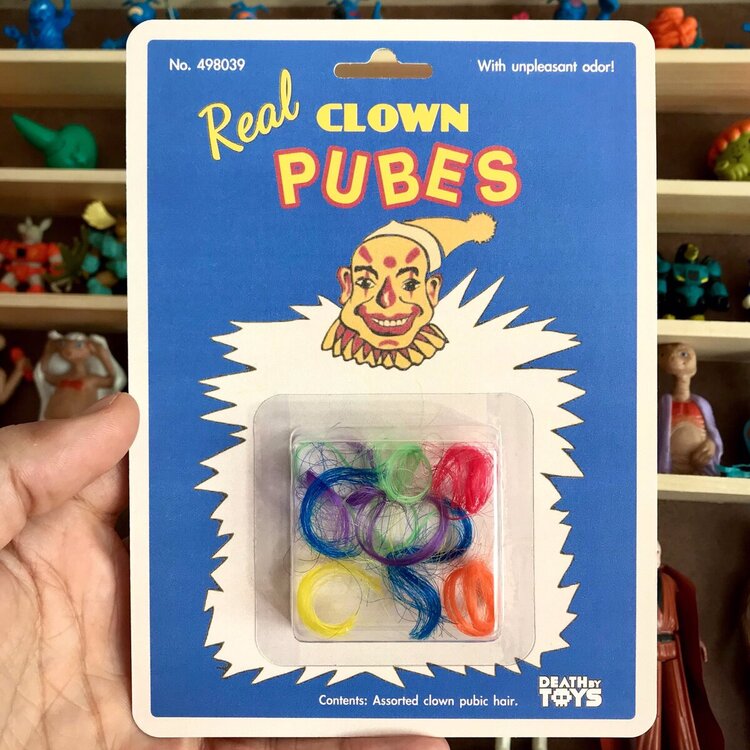 No. 498039
With unpleasant odor!
Real CLOWN
PUBES
Contents: Assorted clown pubic hair.
DEATH BY
TOYS